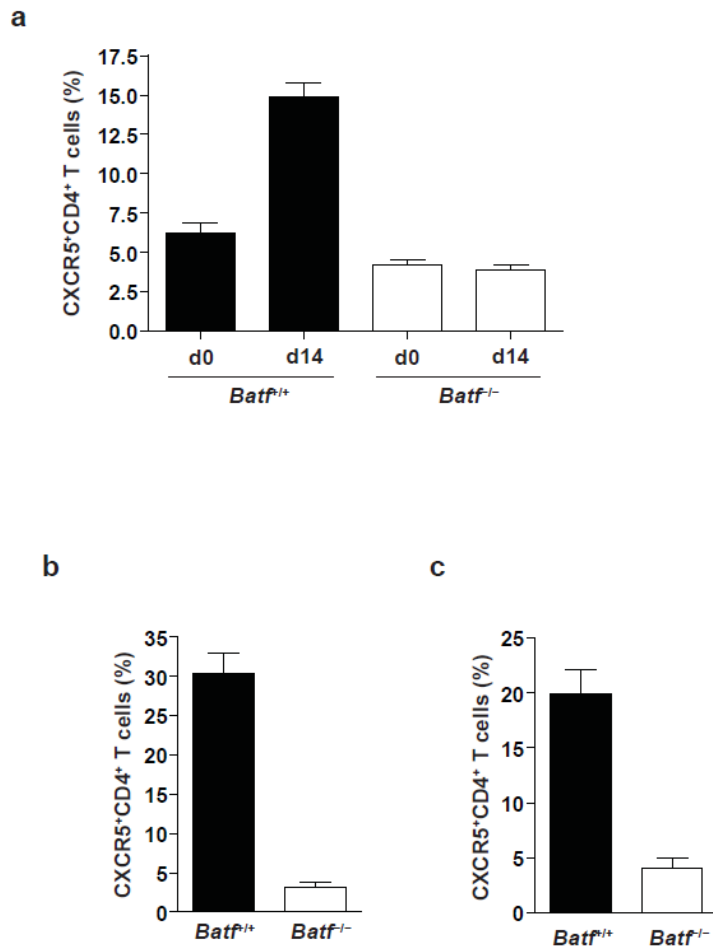 a
CXCR5⁺CD4⁺ T cells (%)
17.5
15.0
12.5
10.0
7.5
5.0
2.5
0.0
d0 d14 d0 d14
Batf⁺/⁺ Batf⁻/⁻
b
CXCR5⁺CD4⁺ T cells (%)
35
30
25
20
15
10
5
0
Batf⁺/⁺ Batf⁻/⁻
c
CXCR5⁺CD4⁺ T cells (%)
25
20
15
10
5
0
Batf⁺/⁺ Batf⁻/⁻